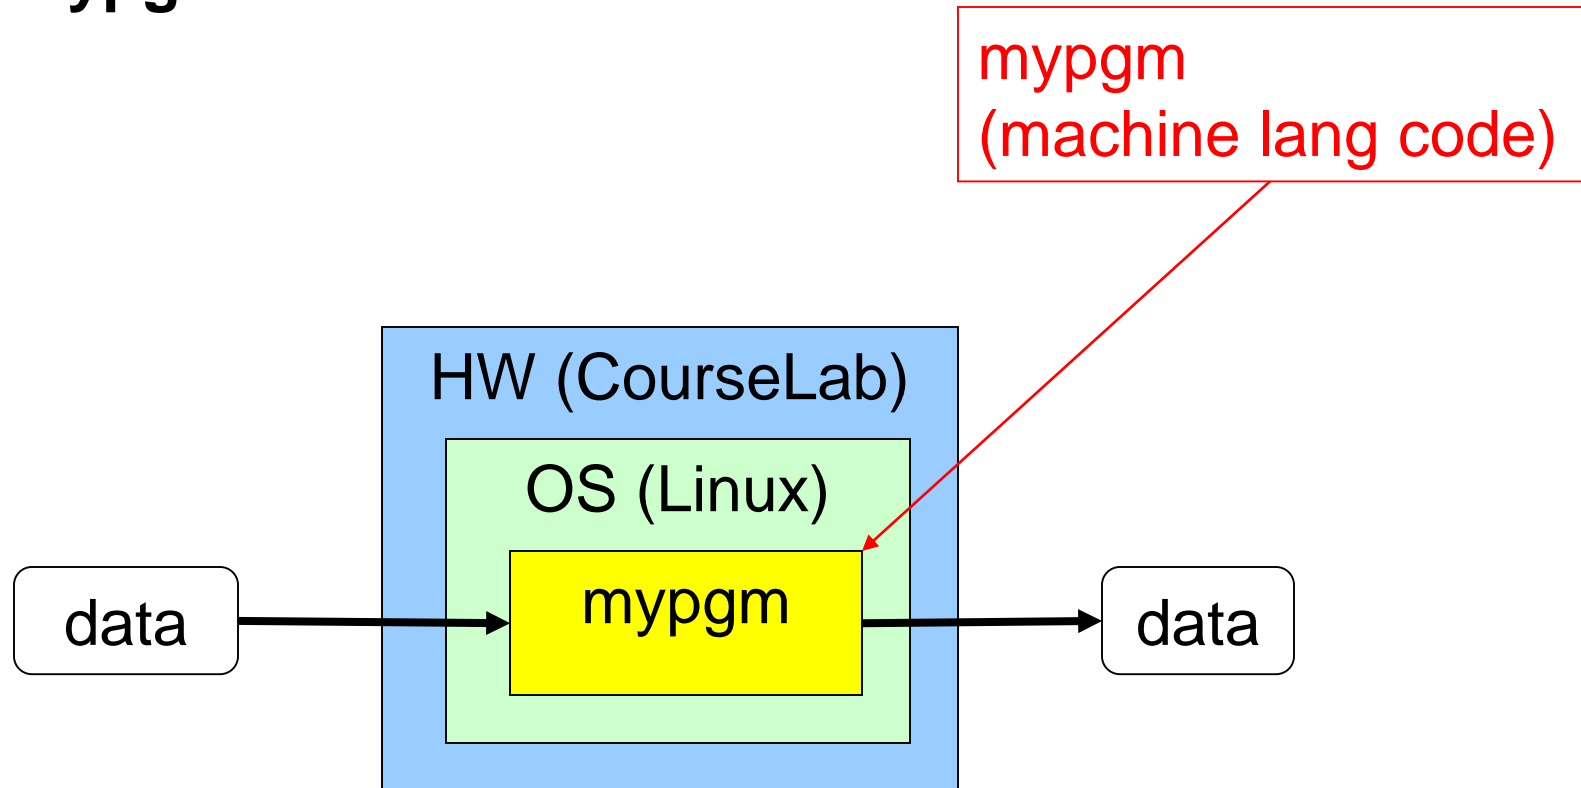 mypgm
(machine lang code)
HW (CourseLab)
OS (Linux)
data
mypgm
data